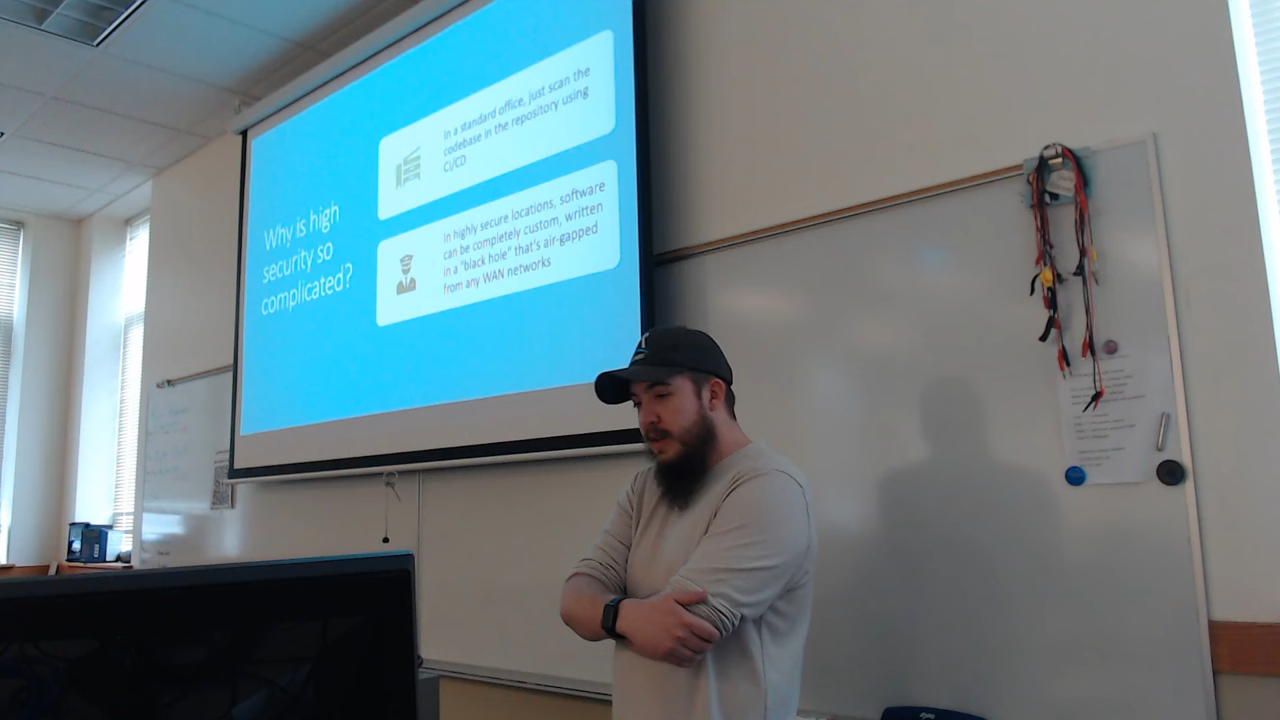 Why is high
security so
complicated?
In a standard office, just scan the
codebase in the repository using
CI/CD
In highly secure locations, software
can be completely custom, written
in a "black hole" that's air-gapped
from any WAN networks